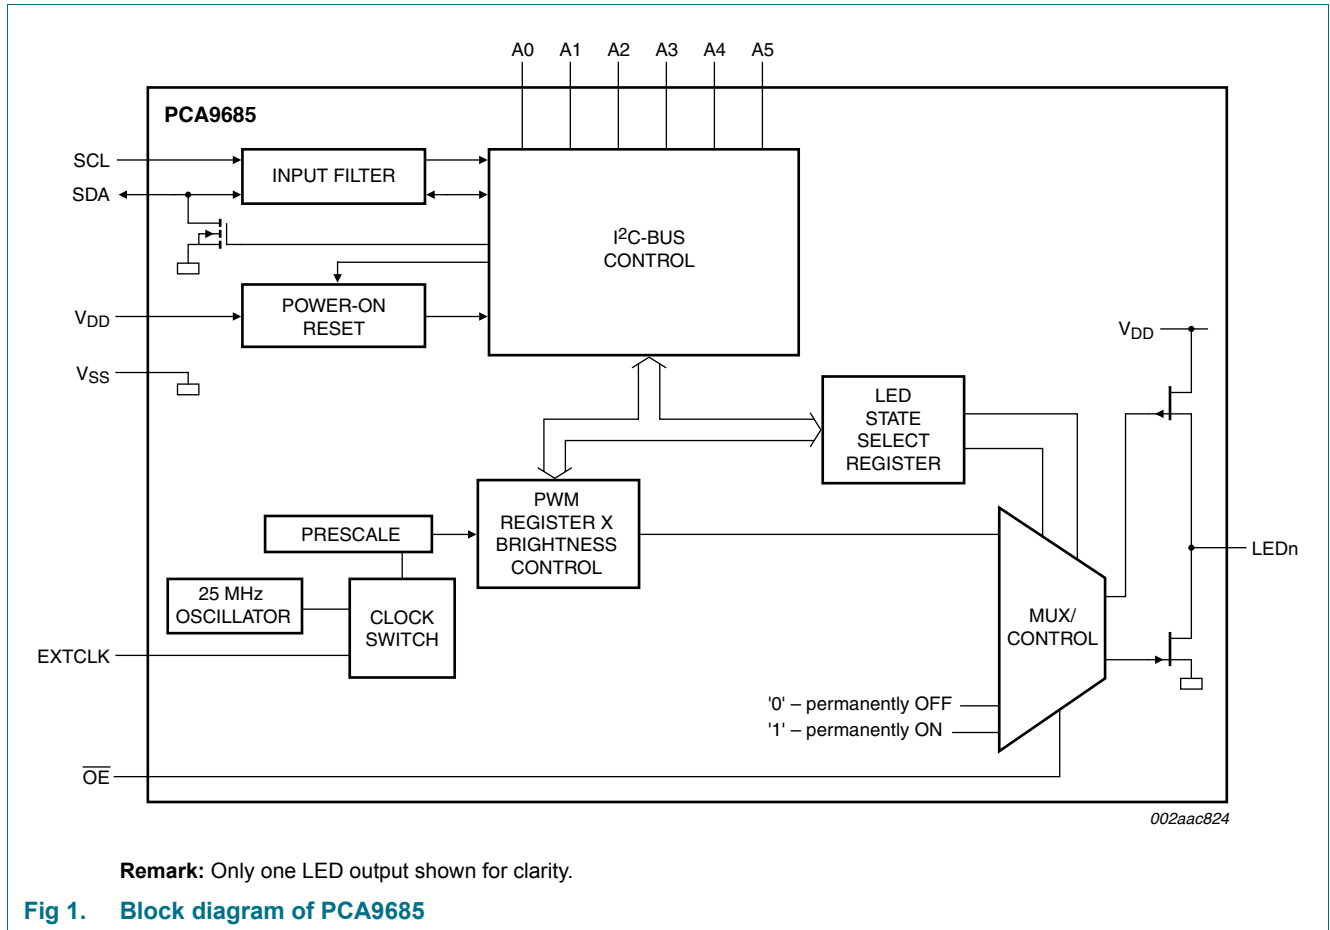 A0 A1 A2 A3 A4 A5
PCA9685
SCL
SDA
INPUT FILTER
I2C-BUS
CONTROL
POWER-ON
RESET
VDD
VSS
VDD
LED
STATE
SELECT
REGISTER
PWM
REGISTER X
BRIGHTNESS
CONTROL
PRESCALE
25 MHz
OSCILLATOR
CLOCK
SWITCH
EXTCLK
MUX/
CONTROL
LEDn
'0' – permanently OFF
'1' – permanently ON
OE
002aac824
Remark: Only one LED output shown for clarity.
Fig 1. Block diagram of PCA9685